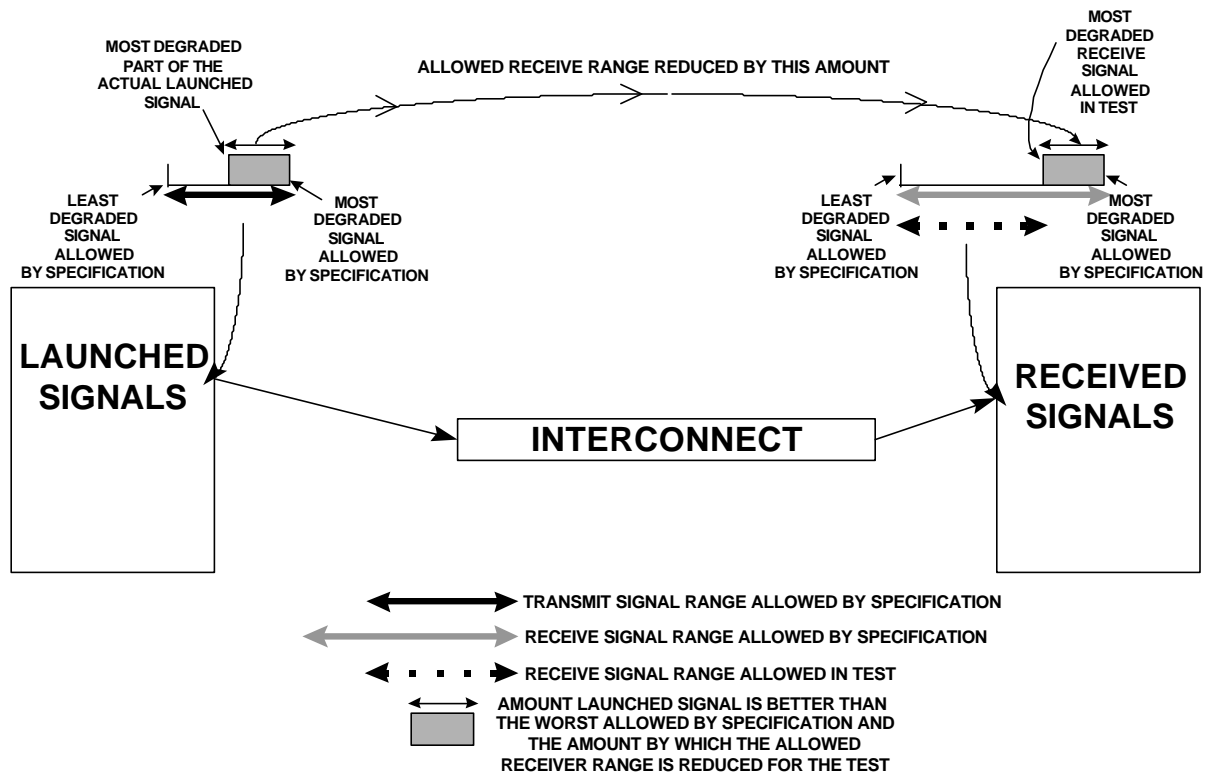 MOST DEGRADED
PART OF THE
ACTUAL LAUNCHED
SIGNAL
ALLOWED RECEIVE RANGE REDUCED BY THIS AMOUNT
MOST
DEGRADED
RECEIVE
SIGNAL
ALLOWED
IN TEST
LEAST
DEGRADED
SIGNAL
ALLOWED
BY SPECIFICATION
MOST
DEGRADED
SIGNAL
ALLOWED
BY SPECIFICATION
LEAST
DEGRADED
SIGNAL
ALLOWED
BY SPECIFICATION
MOST
DEGRADED
SIGNAL
ALLOWED
BY SPECIFICATION
LAUNCHED
SIGNALS
INTERCONNECT
RECEIVED
SIGNALS
TRANSMIT SIGNAL RANGE ALLOWED BY SPECIFICATION
RECEIVE SIGNAL RANGE ALLOWED BY SPECIFICATION
RECEIVE SIGNAL RANGE ALLOWED IN TEST
AMOUNT LAUNCHED SIGNAL IS BETTER THAN
THE WORST ALLOWED BY SPECIFICATION AND
THE AMOUNT BY WHICH THE ALLOWED
RECEIVER RANGE IS REDUCED FOR THE TEST